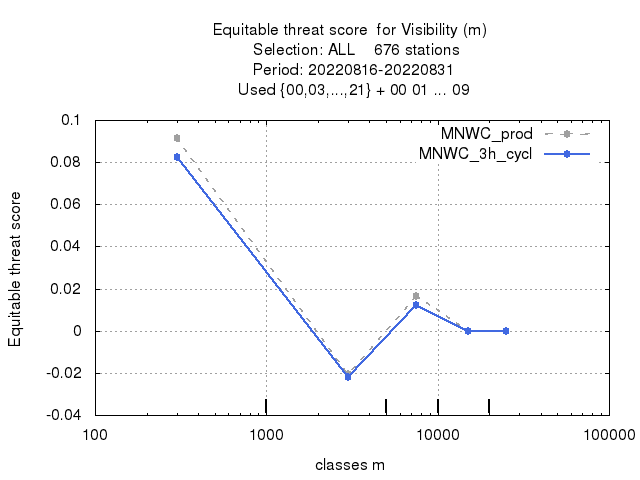 Equitable threat score  for Visibility (m)
Selection: ALL    676 stations
Period: 20220816-20220831
Used {00,03,...,21} + 00 01 ... 09
MNWC_prod
MNWC_3h_cycl
Equitable threat score
0.1
0.08
0.06
0.04
0.02
0
-0.02
-0.04
100 1000 10000 100000
classes m